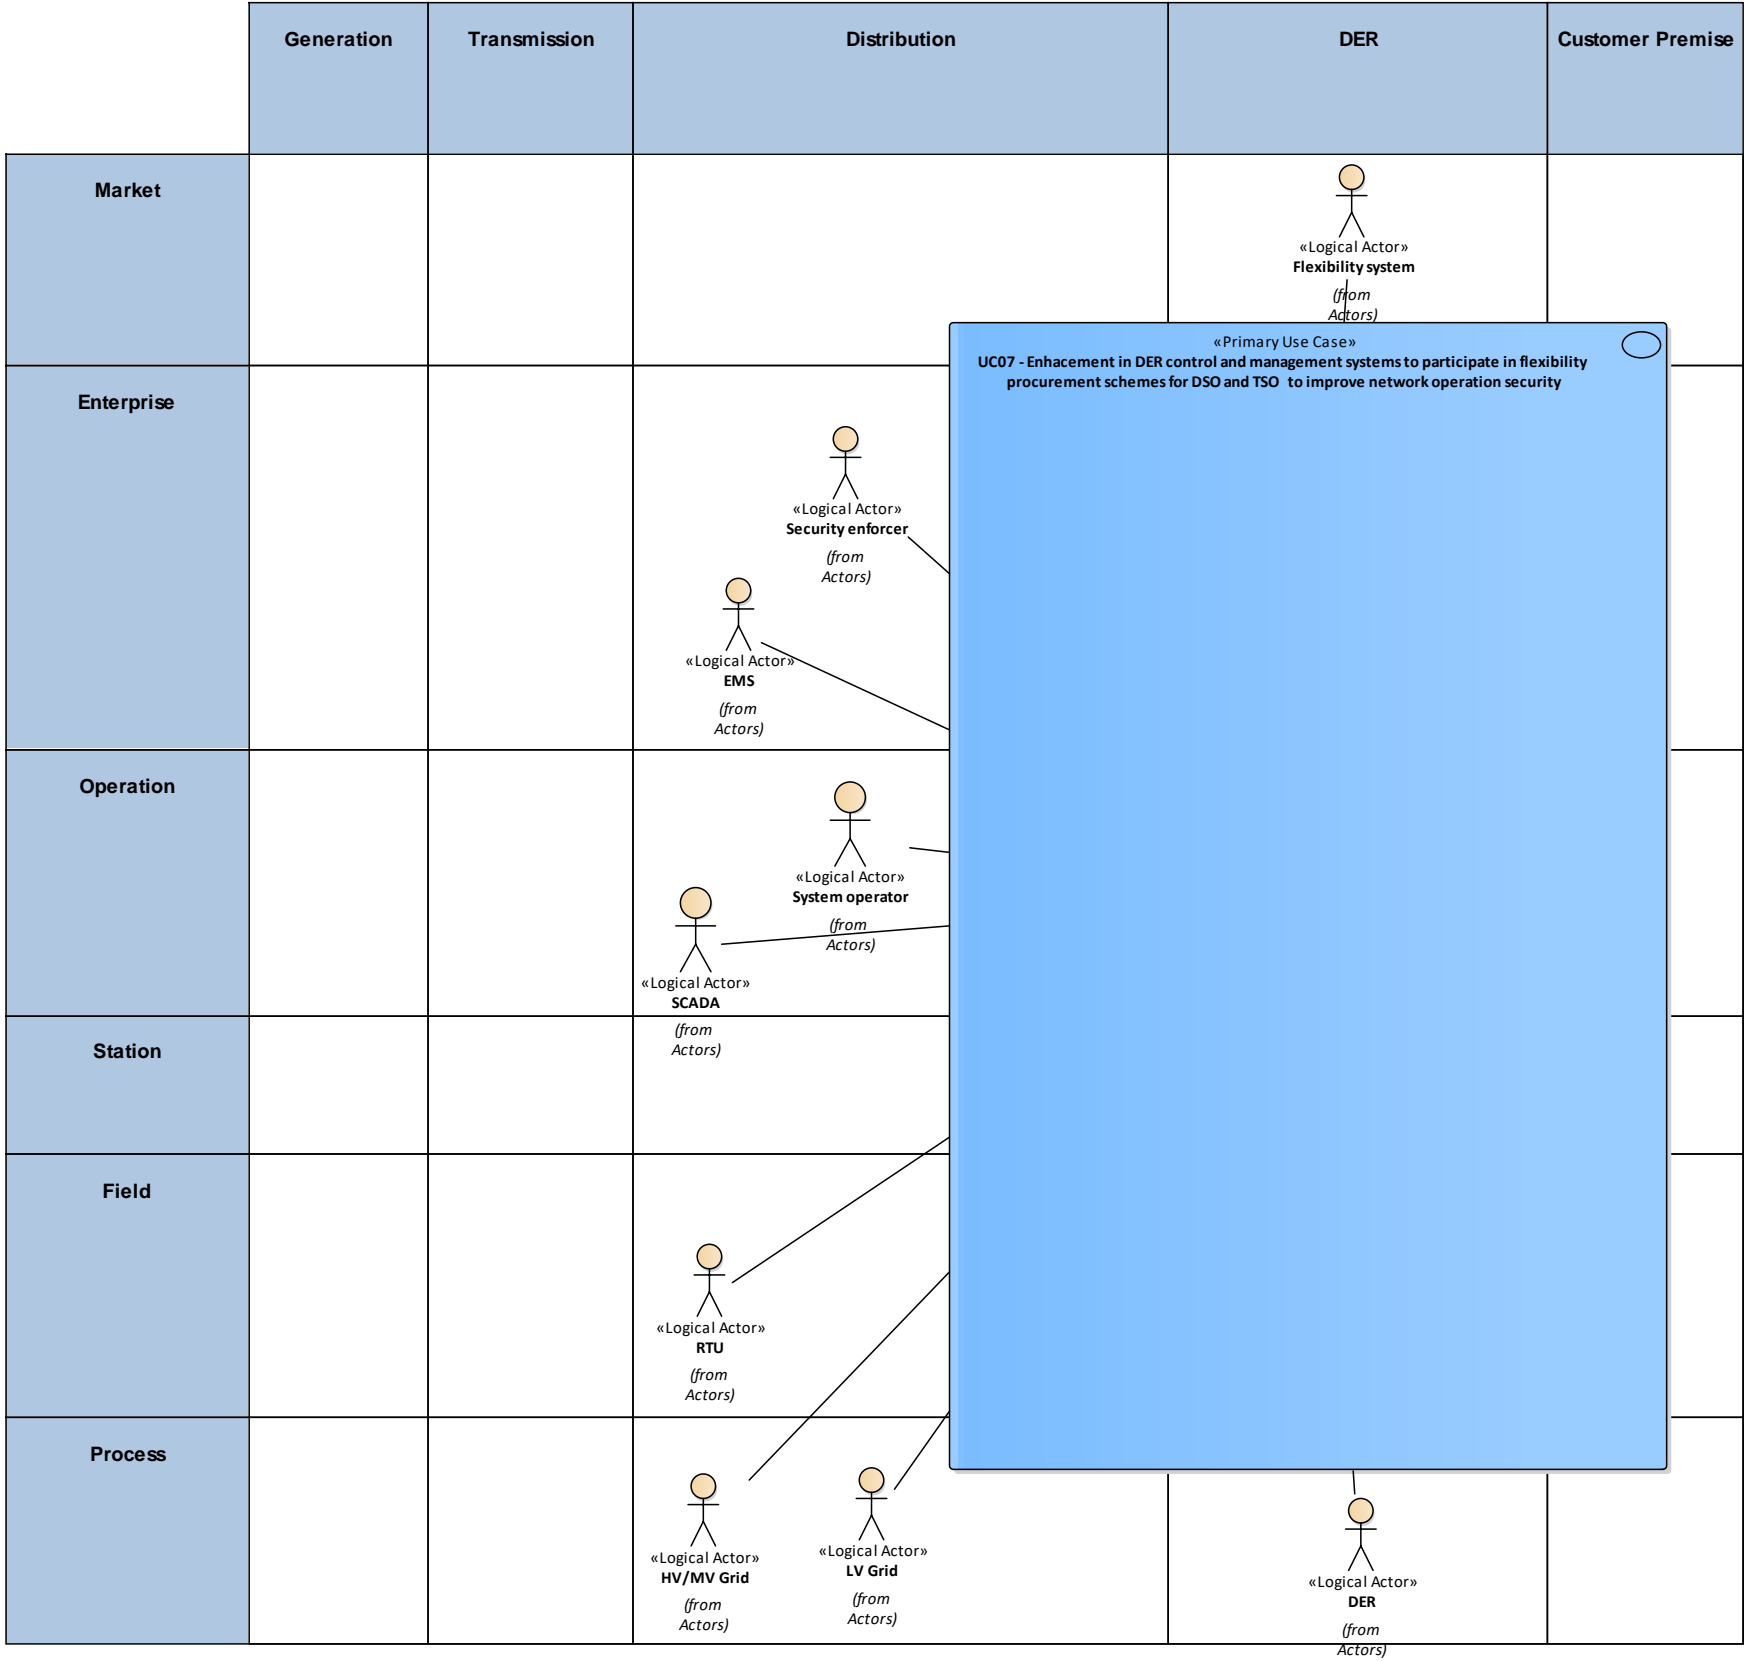 Generation
Transmission
Distribution
DER
Customer Premise
Market
«Logical Actor»
Flexibility system
(from
Actors)
«Primary Use Case»
UC07 - Enhacement in DER control and management systems to participate in flexibility
procurement schemes for DSO and TSO  to improve network operation security
Enterprise
«Logical Actor»
Security enforcer
(from
Actors)
«Logical Actor»
EMS
(from
Actors)
Operation
«Logical Actor»
System operator
(from
Actors)
«Logical Actor»
SCADA
(from
Actors)
Station
Field
«Logical Actor»
RTU
(from
Actors)
Process
«Logical Actor»
HV/MV Grid
(from
Actors)
«Logical Actor»
LV Grid
(from
Actors)
«Logical Actor»
DER
(from
Actors)